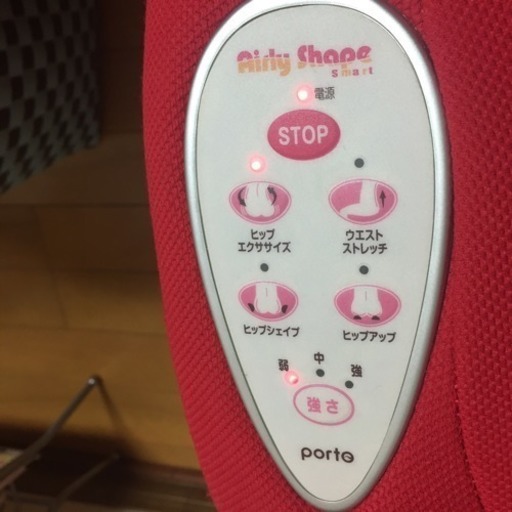 Airly Shape
Smart
電源
STOP
ヒップ
エクササイズ
ウエスト
ストレッチ
ヒップシェイプ
ヒップアップ
弱
中
強
強さ
porto